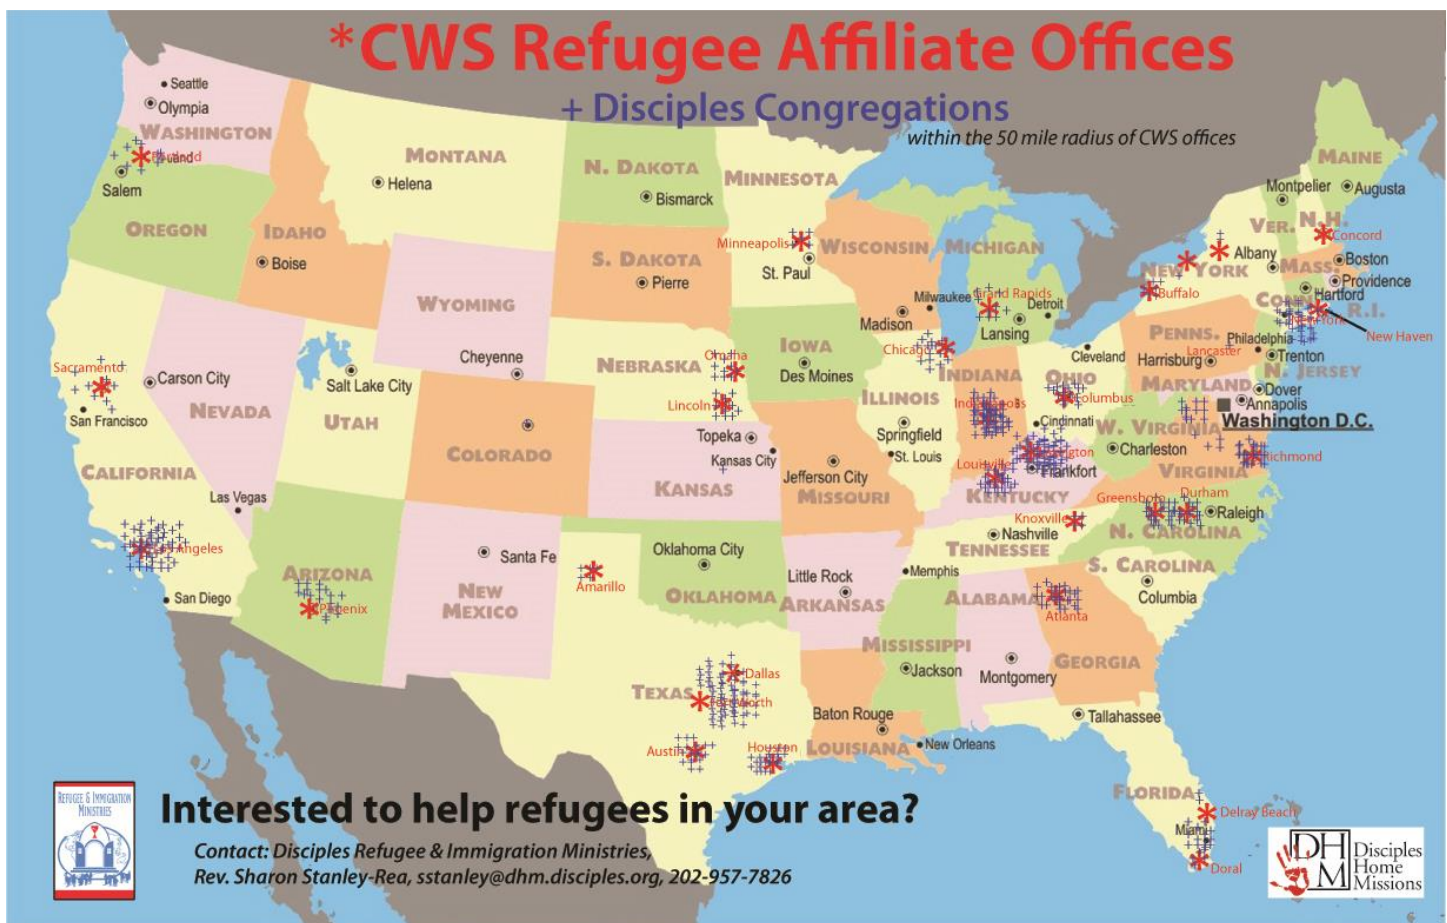 *CWS Refugee Affiliate Offices
+ Disciples Congregations
within the 50 mile radius of CWS offices
Seattle
Olympia
WASHINGTON
Salem
OREGON
IDAHO
Boise
MONTANA
Helena
N. DAKOTA
Bismarck
S. DAKOTA
Pierre
MINNESOTA
Minneapolis
St. Paul
WISCONSIN
Madison
Milwaukee
MICHIGAN
Grand Rapids
Lansing
Detroit
MAINE
Augusta
Montpelier
VER.
N.H.
Concord
Albany
MASS.
Boston
Providence
CONN.
Hartford
R.I.
New Haven
NEW YORK
Buffalo
New York
WYOMING
Cheyenne
NEBRASKA
Omaha
Lincoln
IOWA
Des Moines
Chicago
ILLINOIS
Springfield
INDIANA
Indianapolis
OHIO
Cleveland
Columbus
Cincinnati
PENNS.
Harrisburg
Lancaster
Philadelphia
Trenton
N. JERSEY
MARYLAND
Dover
Annapolis
Washington D.C.
W. VIRGINIA
Charleston
VIRGINIA
Richmond
Sacramento
San Francisco
CALIFORNIA
Carson City
NEVADA
Las Vegas
Salt Lake City
UTAH
COLORADO
Topeka
Kansas City
KANSAS
Jefferson City
MISSOURI
St. Louis
Louisville
Frankfort
KENTUCKY
Greensboro
Durham
Raleigh
N. CAROLINA
Knoxville
Nashville
TENNESSEE
Memphis
S. CAROLINA
Columbia
Los Angeles
San Diego
ARIZONA
Phoenix
Santa Fe
NEW
MEXICO
Amarillo
Oklahoma City
OKLAHOMA
Little Rock
ARKANSAS
MISSISSIPPI
Jackson
ALABAMA
Montgomery
Atlanta
GEORGIA
TEXAS
Dallas
Fort Worth
Austin
Houston
Baton Rouge
LOUISIANA
New Orleans
Tallahassee
FLORIDA
Delray Beach
Miami
Doral
REFUGEE & IMMIGRATION
MINISTRIES
Interested to help refugees in your area?
Contact: Disciples Refugee & Immigration Ministries,
Rev. Sharon Stanley-Rea, sstanley@dhm.disciples.org, 202-957-7826
DH
M
Disciples
Home
Missions